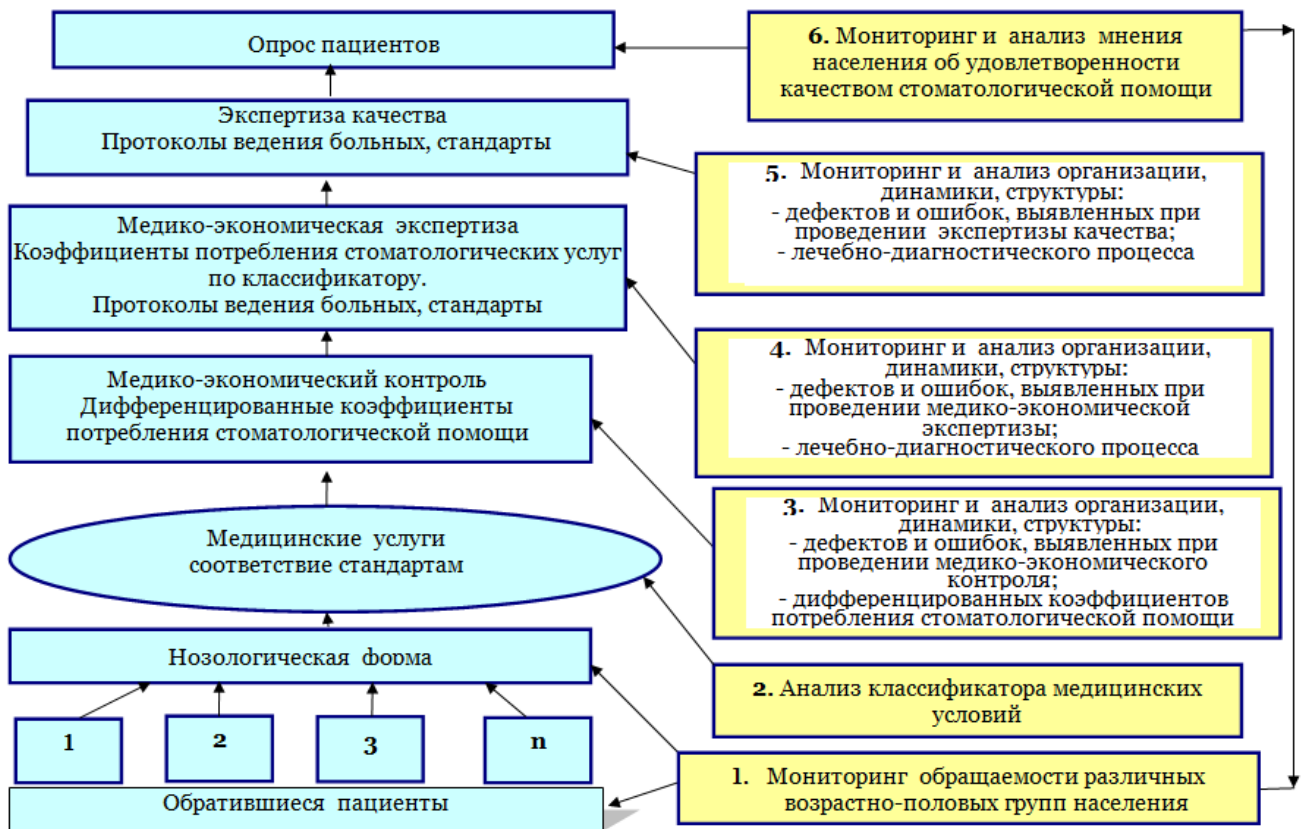 Опрос пациентов
6. Мониторинг и анализ мнения
населения об удовлетворенности
качеством стоматологической помощи
Экспертиза качества
Протоколы ведения больных, стандарты
5. Мониторинг и анализ организации,
динамики, структуры:
- дефектов и ошибок, выявленных при
проведении экспертизы качества;
- лечебно-диагностического процесса
Медико-экономическая экспертиза
Коэффициенты потребления стоматологических услуг
по классификатору.
Протоколы ведения больных, стандарты
4. Мониторинг и анализ организации,
динамики, структуры:
- дефектов и ошибок, выявленных при
проведении медико-экономической
экспертизы;
- лечебно-диагностического процесса
Медико-экономический контроль
Дифференцированные коэффициенты
потребления стоматологической помощи
3. Мониторинг и анализ организации,
динамики, структуры:
- дефектов и ошибок, выявленных при
проведении медико-экономического
контроля;
- дифференцированных коэффициентов
потребления стоматологической помощи
Медицинские услуги
соответствие стандартам
Нозологическая форма
2. Анализ классификатора медицинских
условий
1
2
3
n
1. Мониторинг обращаемости различных
возрастно-половых групп населения
Обратившиеся пациенты